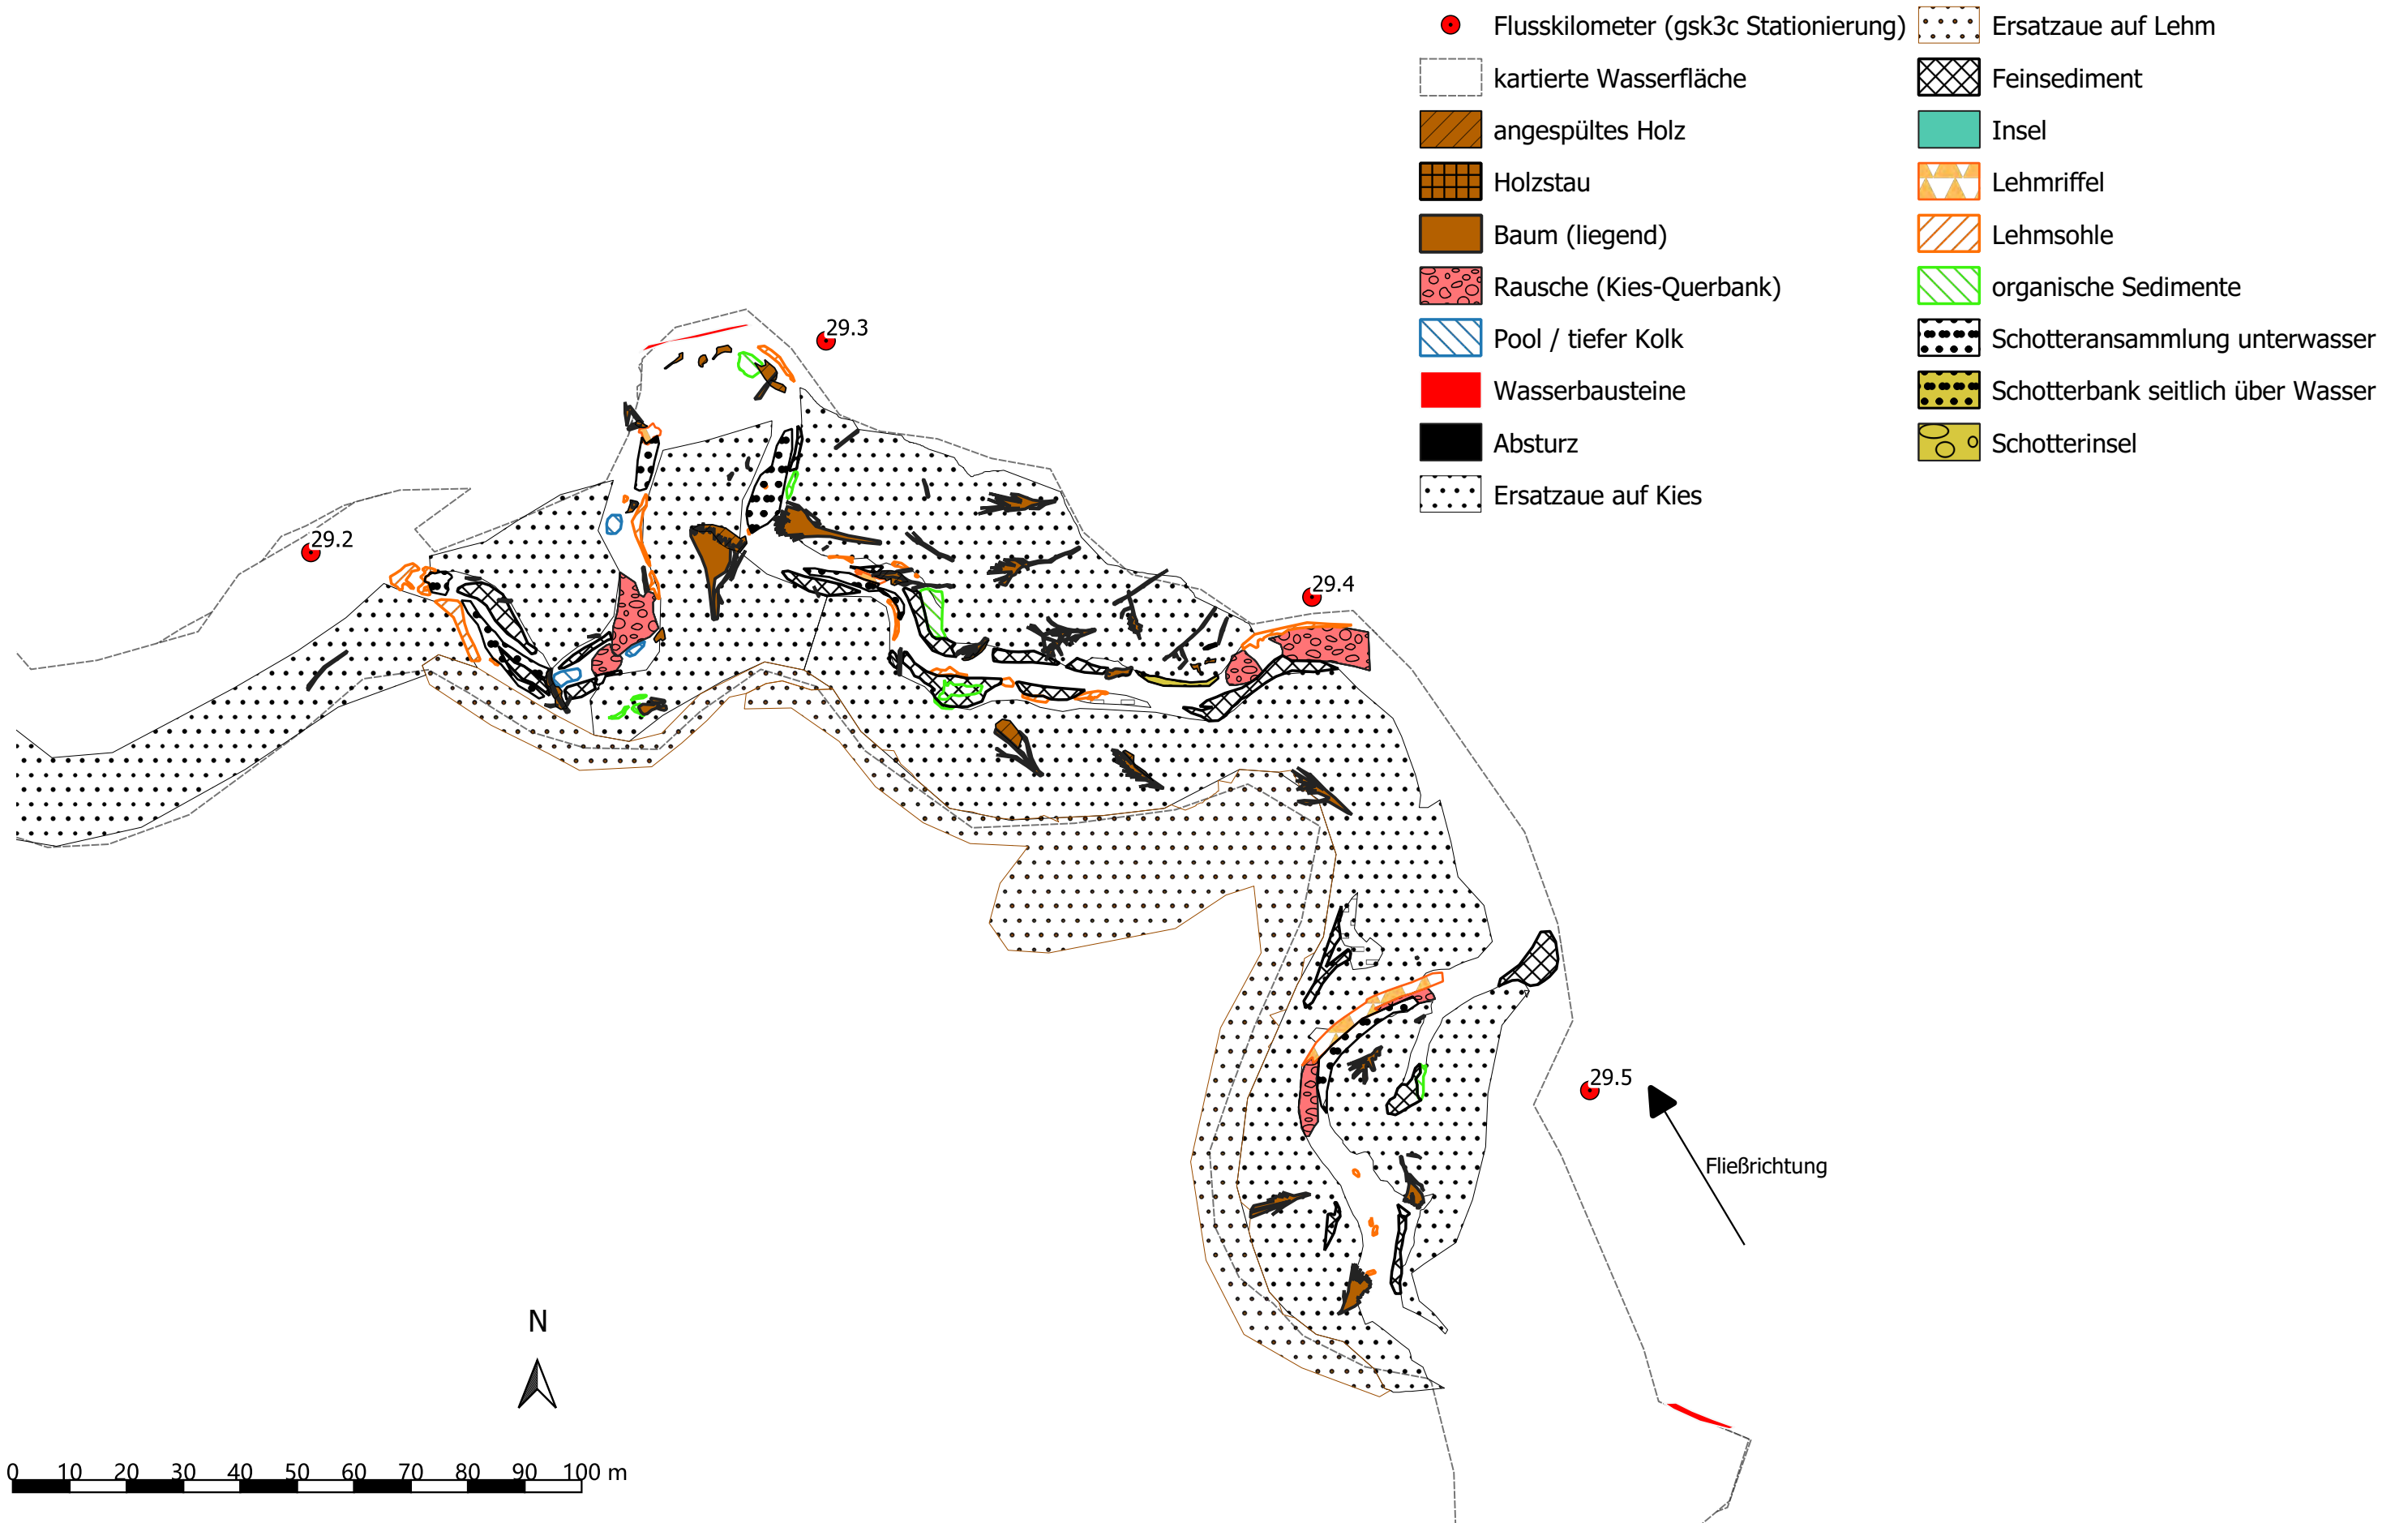 Flusskilometer (gsk3c Stationierung)
kartierte Wasserfläche
angespültes Holz
Holzstau
Baum (liegend)
Rausche (Kies-Querbank)
Pool / tiefer Kolk
Wasserbausteine
Absturz
Ersatzaue auf Kies
Ersatzaue auf Lehm
Feinsediment
Insel
Lehmriffel
Lehmsohle
organische Sedimente
Schotteransammlung unterwasser
Schotterbank seitlich über Wasser
Schotterinsel
29.3
29.2
29.4
29.5
Fließrichtung
N
0 10 20 30 40 50 60 70 80 90 100 m